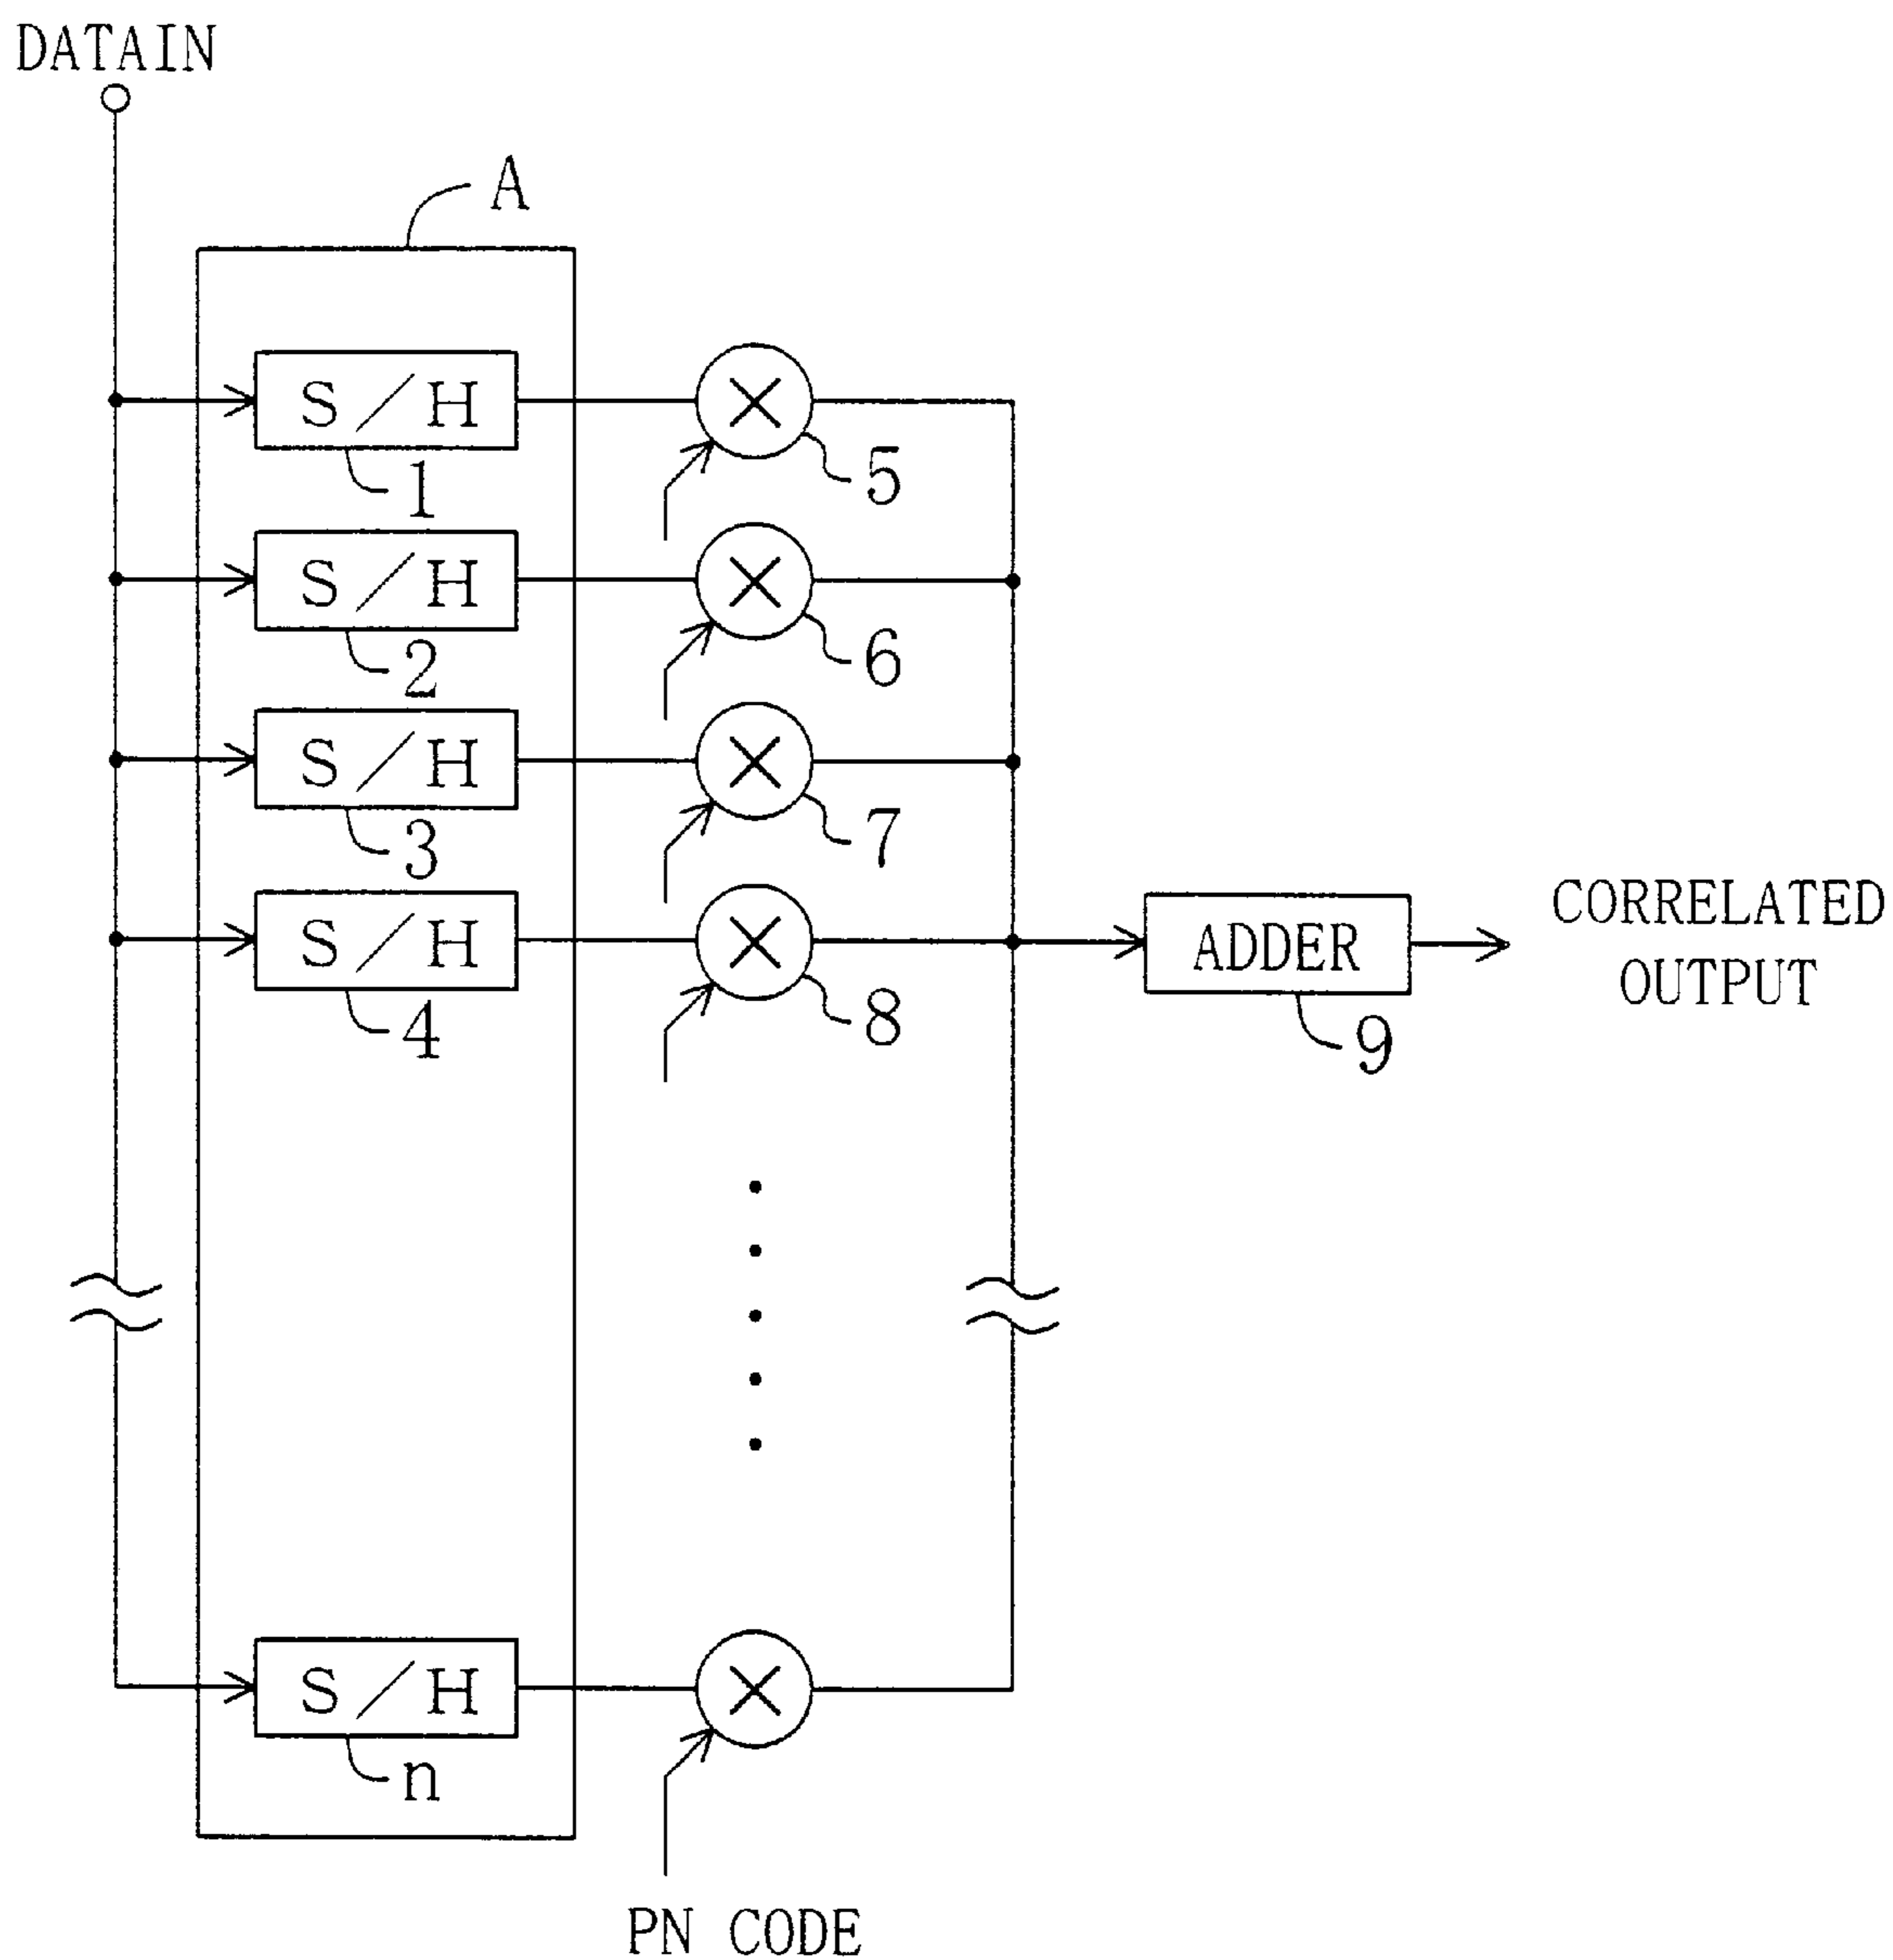 DATAIN
A
S/H
1
5
S/H
2
6
S/H
3
7
S/H
4
8
ADDER
9
CORRELATED
OUTPUT
S/H
n
PN CODE